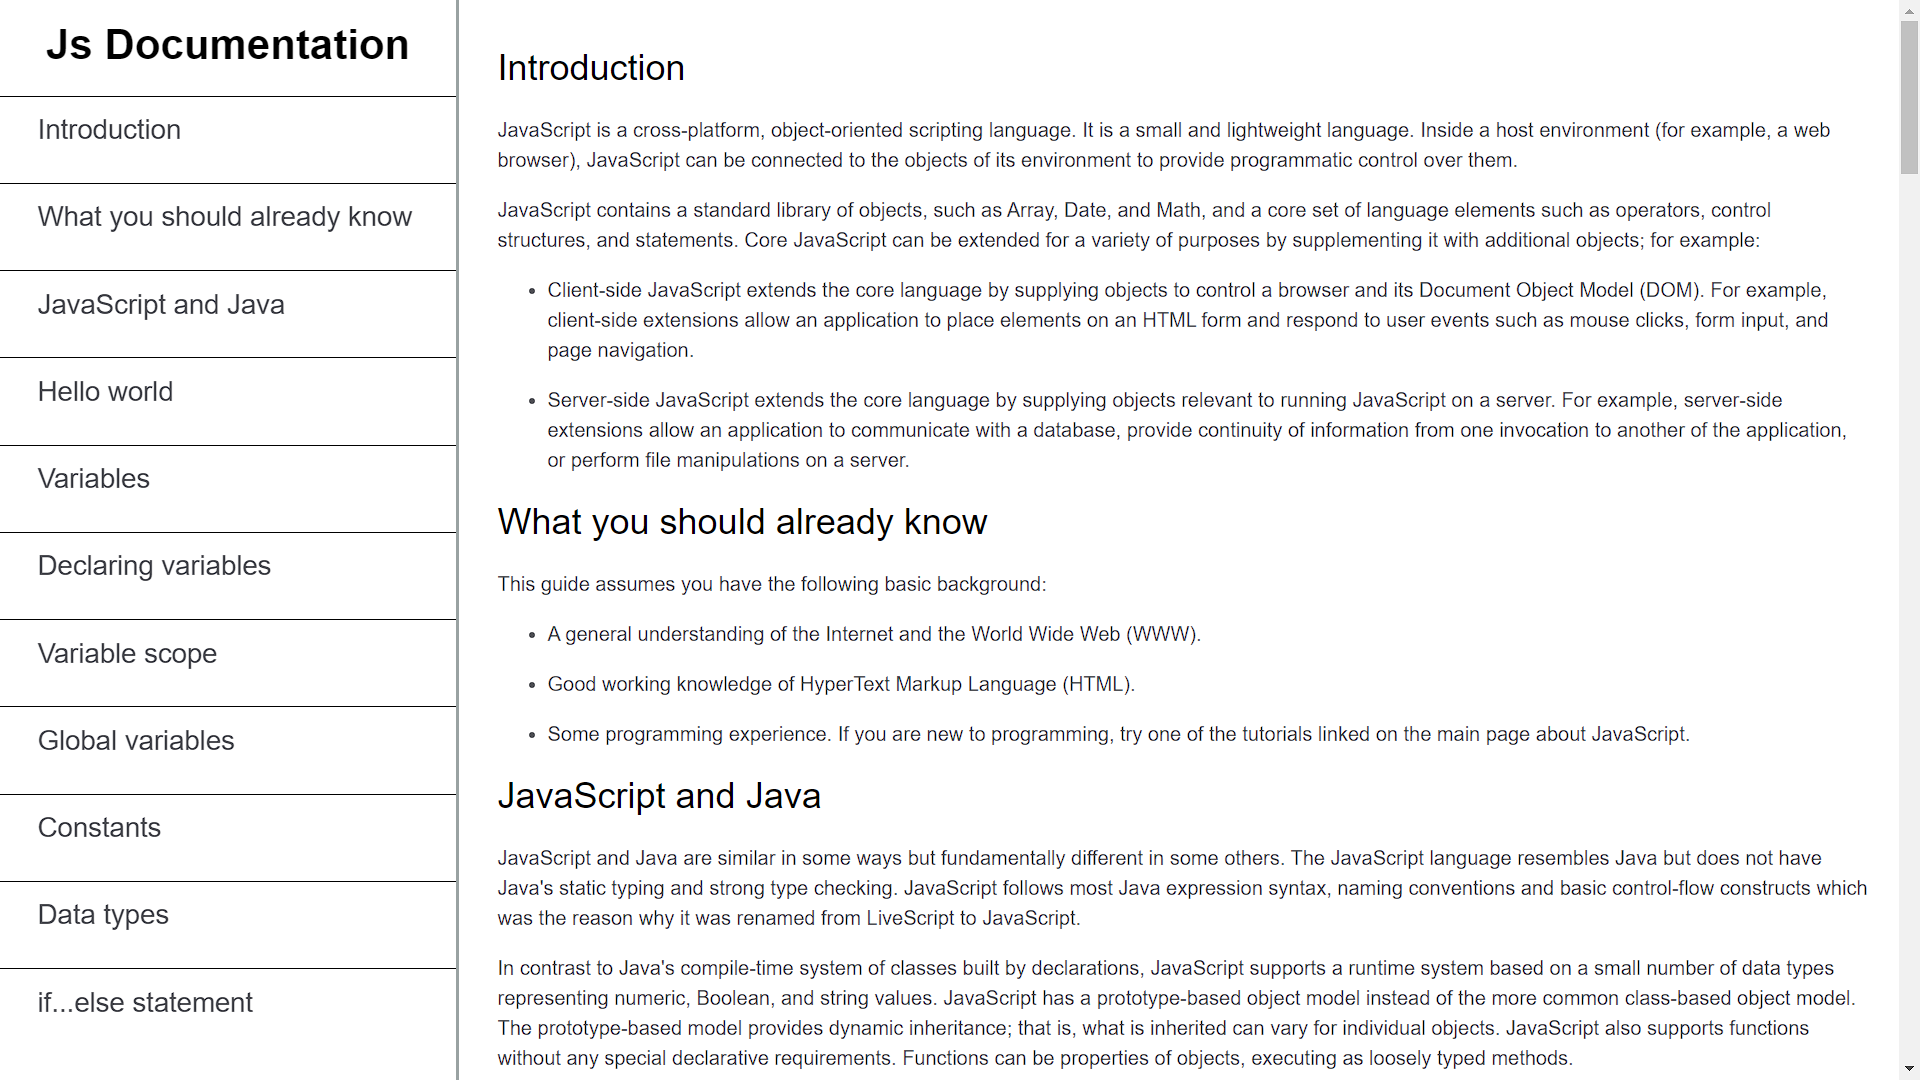 Js Documentation
Introduction
What you should already know
JavaScript and Java
Hello world
Variables
Declaring variables
Variable scope
Global variables
Constants
Data types
if...else statement
Introduction
JavaScript is a cross-platform, object-oriented scripting language. It is a small and lightweight language. Inside a host environment (for example, a web
browser), JavaScript can be connected to the objects of its environment to provide programmatic control over them.
JavaScript contains a standard library of objects, such as Array, Date, and Math, and a core set of language elements such as operators, control
structures, and statements. Core JavaScript can be extended for a variety of purposes by supplementing it with additional objects; for example:
• Client-side JavaScript extends the core language by supplying objects to control a browser and its Document Object Model (DOM). For example,
client-side extensions allow an application to place elements on an HTML form and respond to user events such as mouse clicks, form input, and
page navigation.
• Server-side JavaScript extends the core language by supplying objects relevant to running JavaScript on a server. For example, server-side
extensions allow an application to communicate with a database, provide continuity of information from one invocation to another of the application,
or perform file manipulations on a server.
What you should already know
This guide assumes you have the following basic background:
• A general understanding of the Internet and the World Wide Web (WWW).
• Good working knowledge of HyperText Markup Language (HTML).
• Some programming experience. If you are new to programming, try one of the tutorials linked on the main page about JavaScript.
JavaScript and Java
JavaScript and Java are similar in some ways but fundamentally different in some others. The JavaScript language resembles Java but does not have
Java's static typing and strong type checking. JavaScript follows most Java expression syntax, naming conventions and basic control-flow constructs which
was the reason why it was renamed from LiveScript to JavaScript.
In contrast to Java's compile-time system of classes built by declarations, JavaScript supports a runtime system based on a small number of data types
representing numeric, Boolean, and string values. JavaScript has a prototype-based object model instead of the more common class-based object model.
The prototype-based model provides dynamic inheritance; that is, what is inherited can vary for individual objects. JavaScript also supports functions
without any special declarative requirements. Functions can be properties of objects, executing as loosely typed methods.